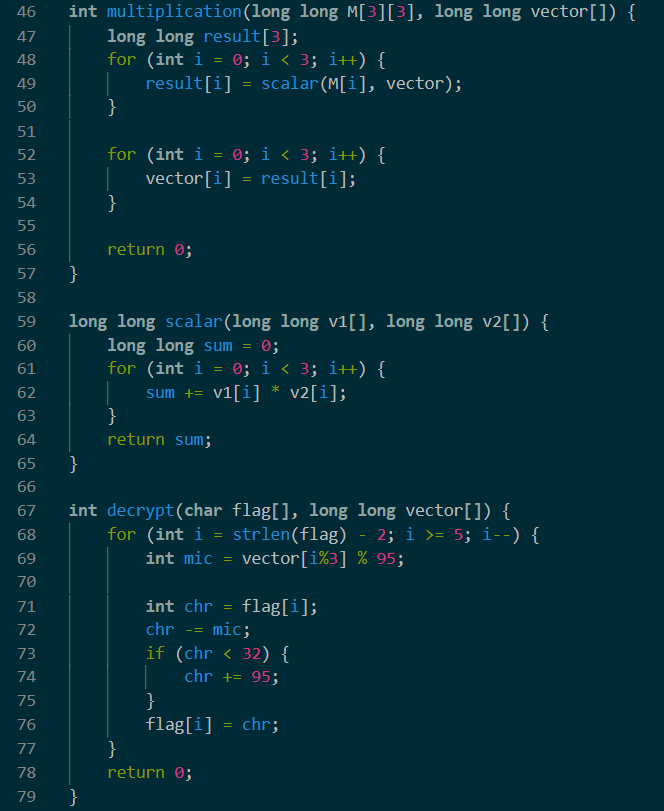 46 int multiplication(long long M[3][3], long long vector[]) {
47 long long result[3];
48 for (int i = 0; i < 3; i++) {
49 result[i] = scalar(M[i], vector);
50 }
51
52 for (int i = 0; i < 3; i++) {
53 vector[i] = result[i];
54 }
55
56 return 0;
57 }
58
59 long long scalar(long long v1[], long long v2[]) {
60 long long sum = 0;
61 for (int i = 0; i < 3; i++) {
62 sum += v1[i] * v2[i];
63 }
64 return sum;
65 }
66
67 int decrypt(char flag[], long long vector[]) {
68 for (int i = strlen(flag) - 2; i >= 5; i--) {
69 int mic = vector[i%3] % 95;
70
71 int chr = flag[i];
72 chr -= mic;
73 if (chr < 32) {
74 chr += 95;
75 }
76 flag[i] = chr;
77 }
78 return 0;
79 }